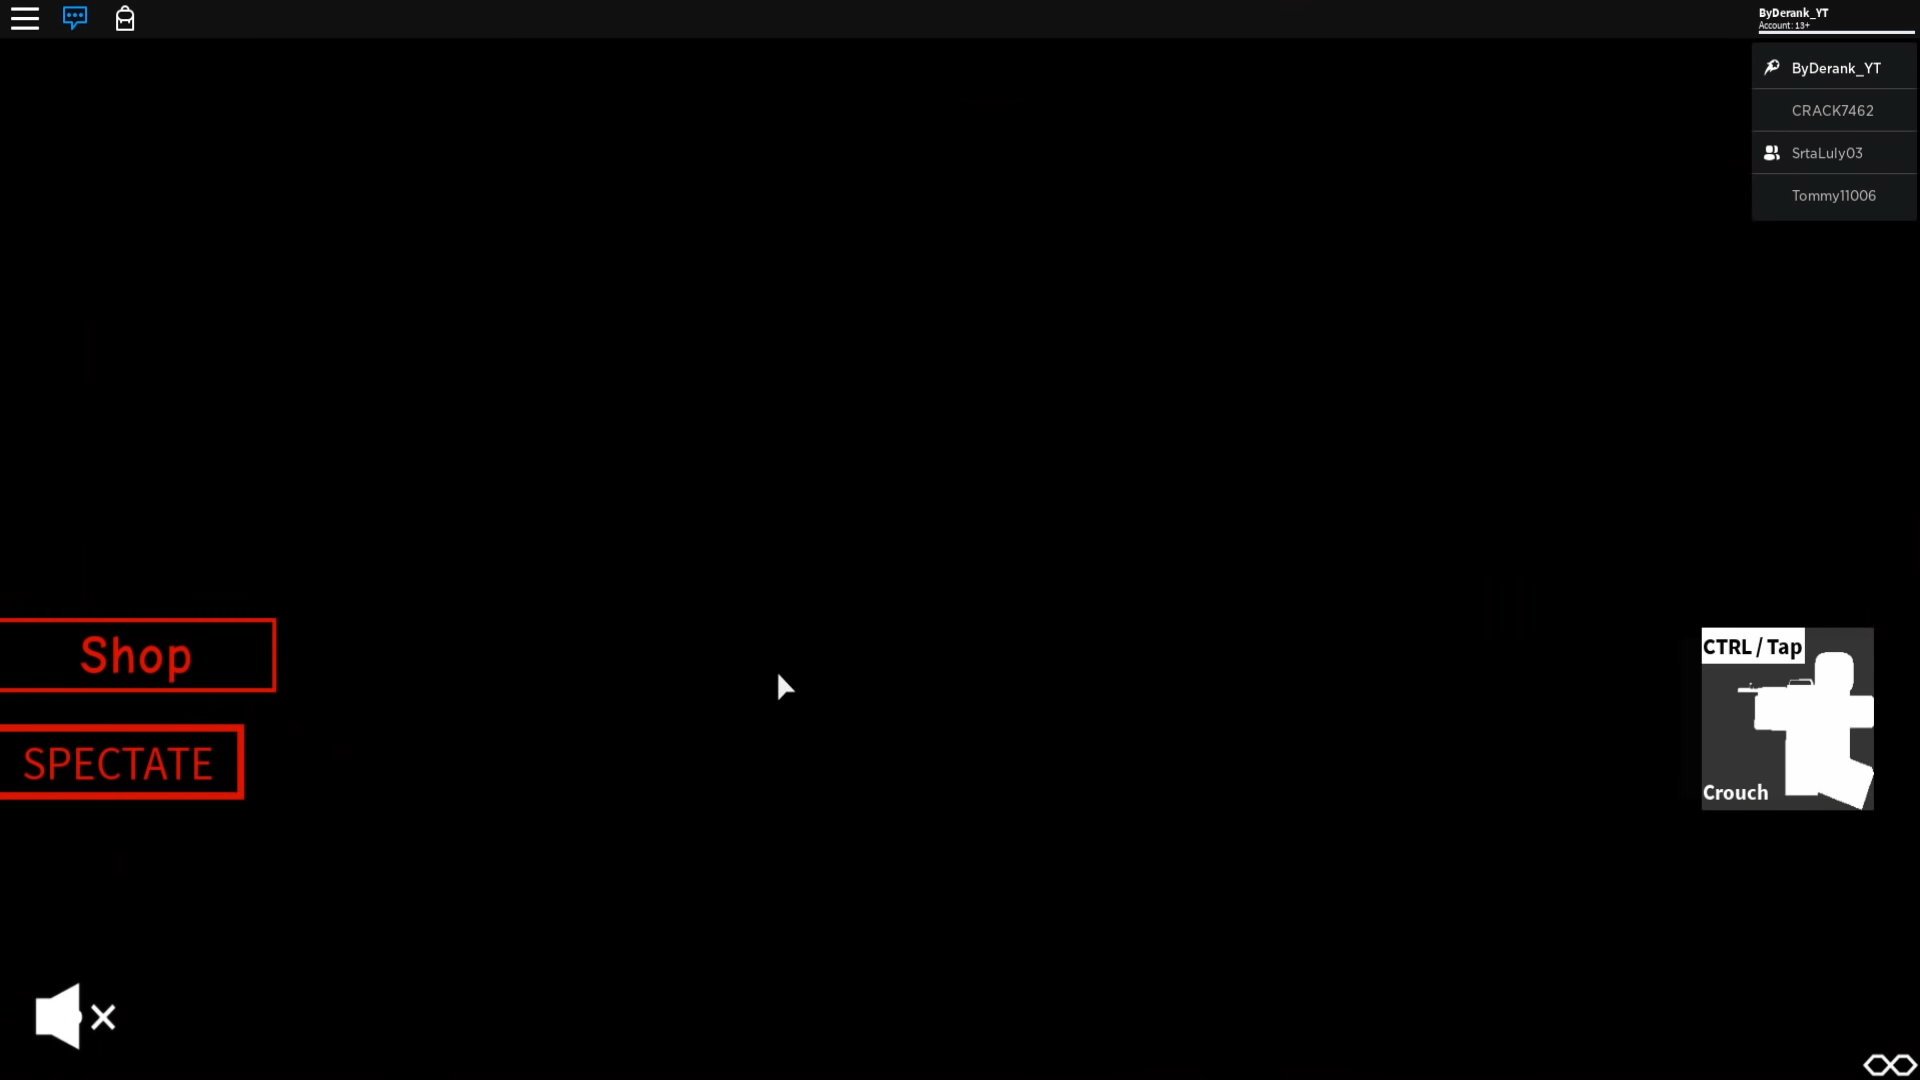 ByDerank_YT
Account: 13+
ByDerank_YT
CRACK7462
SrtaLuly03
Tommy11006
Shop
CTRL / Tap
SPECTATE
Crouch